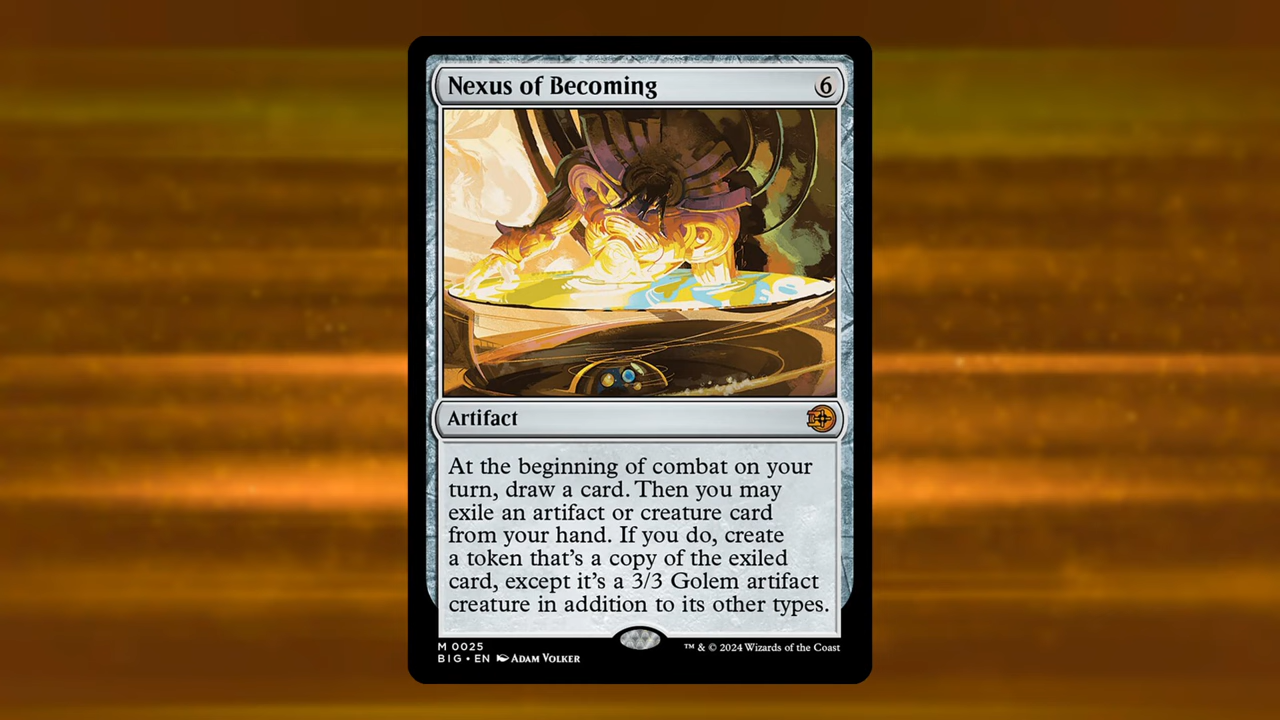 Nexus of Becoming 6
Artifact
At the beginning of combat on your
turn, draw a card. Then you may
exile an artifact or creature card
from your hand. If you do, create
a token that's a copy of the exiled
card, except it's a 3/3 Golem artifact
creature in addition to its other types.
M 0025
BIG • EN Adam Volker
™ & © 2024 Wizards of the Coast